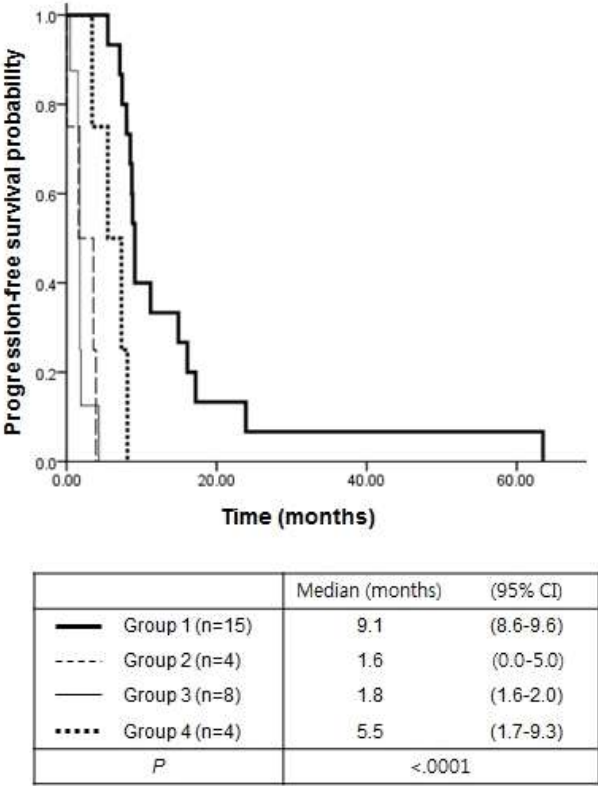 Progression-free survival probability
1.0
0.8
0.6
0.4
0.2
0.0
0.00 20.00 40.00 60.00
Time (months)
Median (months) (95% CI)
Group 1 (n=15) 9.1 (8.6-9.6)
Group 2 (n=4) 1.6 (0.0-5.0)
Group 3 (n=8) 1.8 (1.6-2.0)
Group 4 (n=4) 5.5 (1.7-9.3)
P <.0001